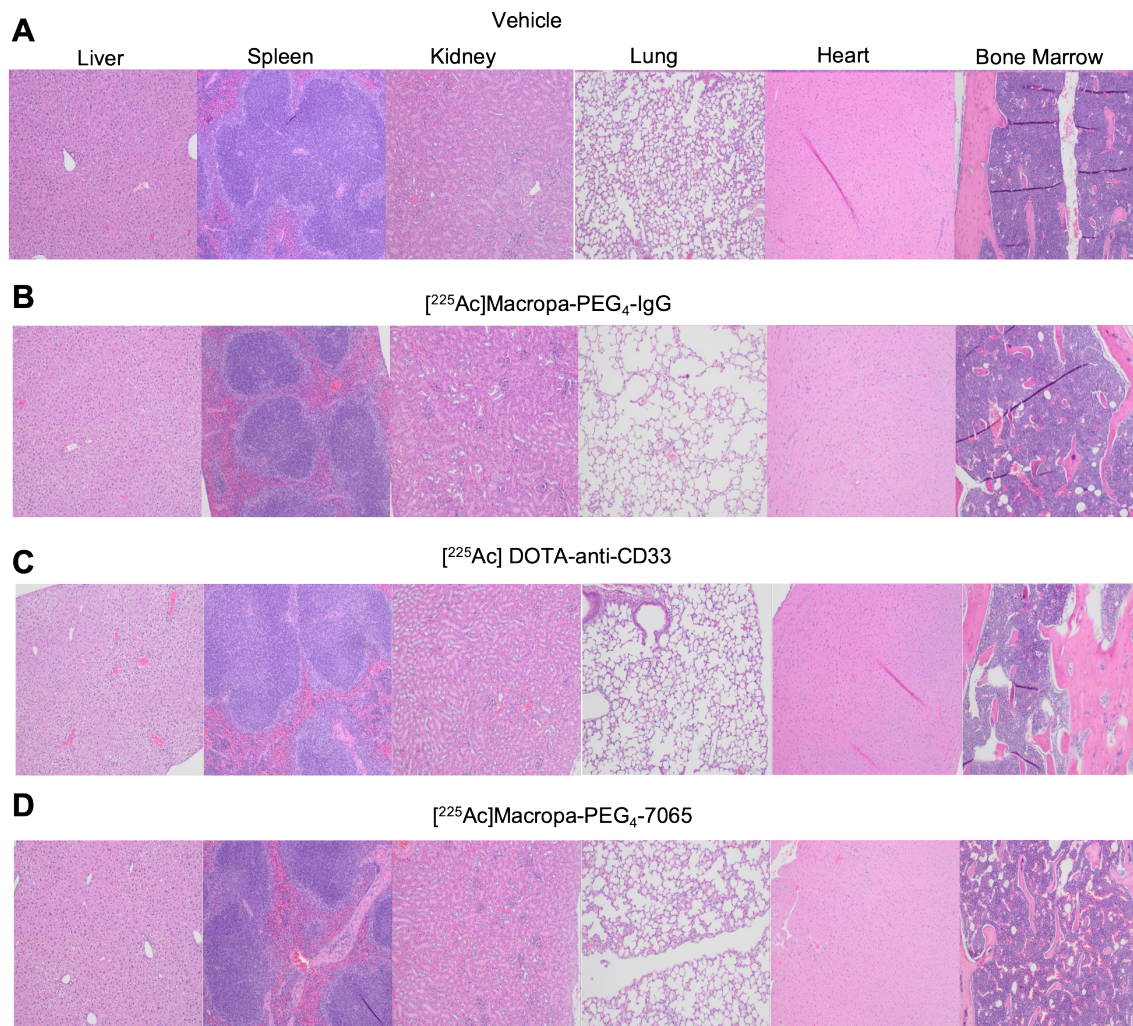 A
Vehicle
Liver Spleen Kidney Lung Heart Bone Marrow
B
[²²⁵Ac]Macropa-PEG₄-IgG
C
[²²⁵Ac] DOTA-anti-CD33
D
[²²⁵Ac]Macropa-PEG₄-7065